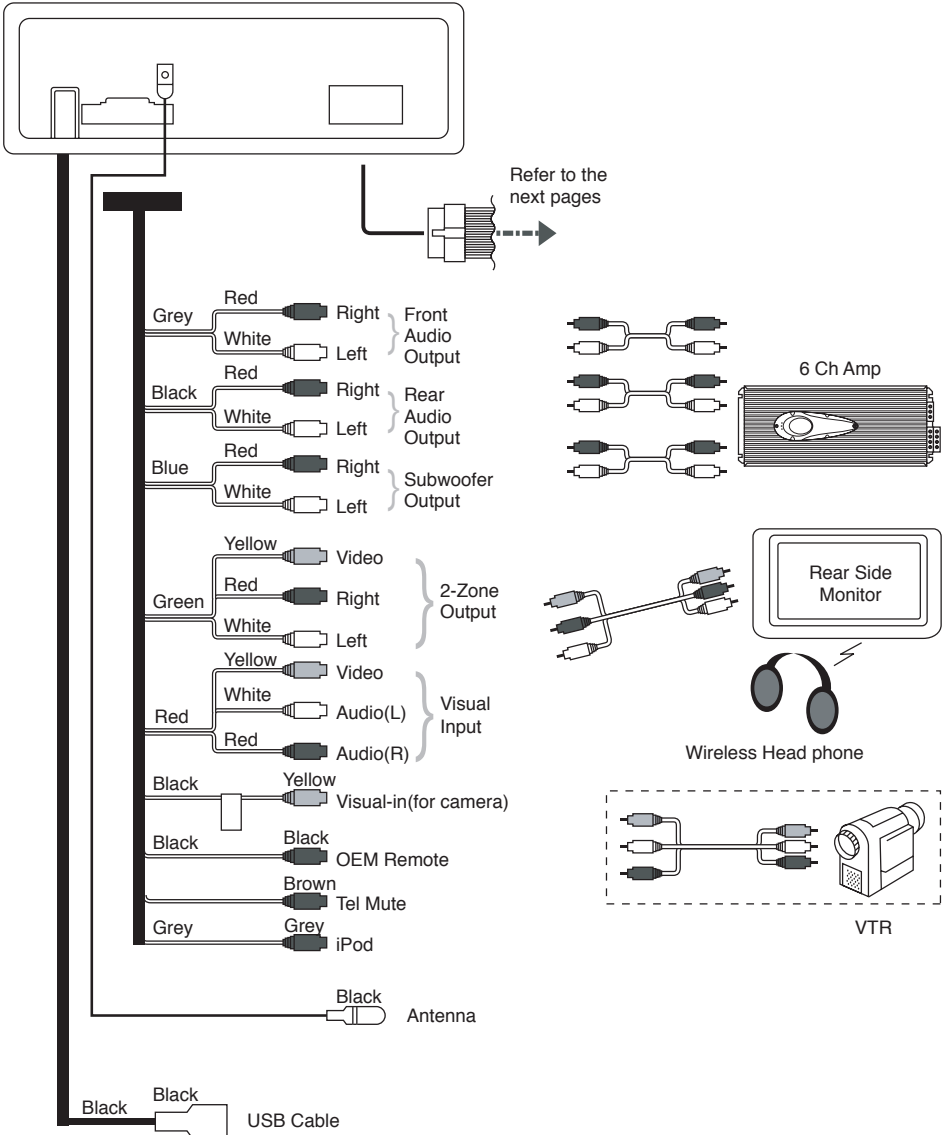 Refer to the
next pages
Grey
Red
Right
White
Left
Front
Audio
Output
Black
Red
Right
White
Left
Rear
Audio
Output
Blue
Red
Right
White
Left
Subwoofer
Output
6 Ch Amp
Green
Yellow
Video
Red
Right
White
Left
2-Zone
Output
Rear Side
Monitor
Wireless Head phone
Red
Yellow
Video
White
Audio(L)
Red
Audio(R)
Visual
Input
Black
Yellow
Visual-in(for camera)
Black
Black
OEM Remote
Brown
Tel Mute
Grey
Grey
iPod
VTR
Black
Antenna
Black
Black
USB Cable